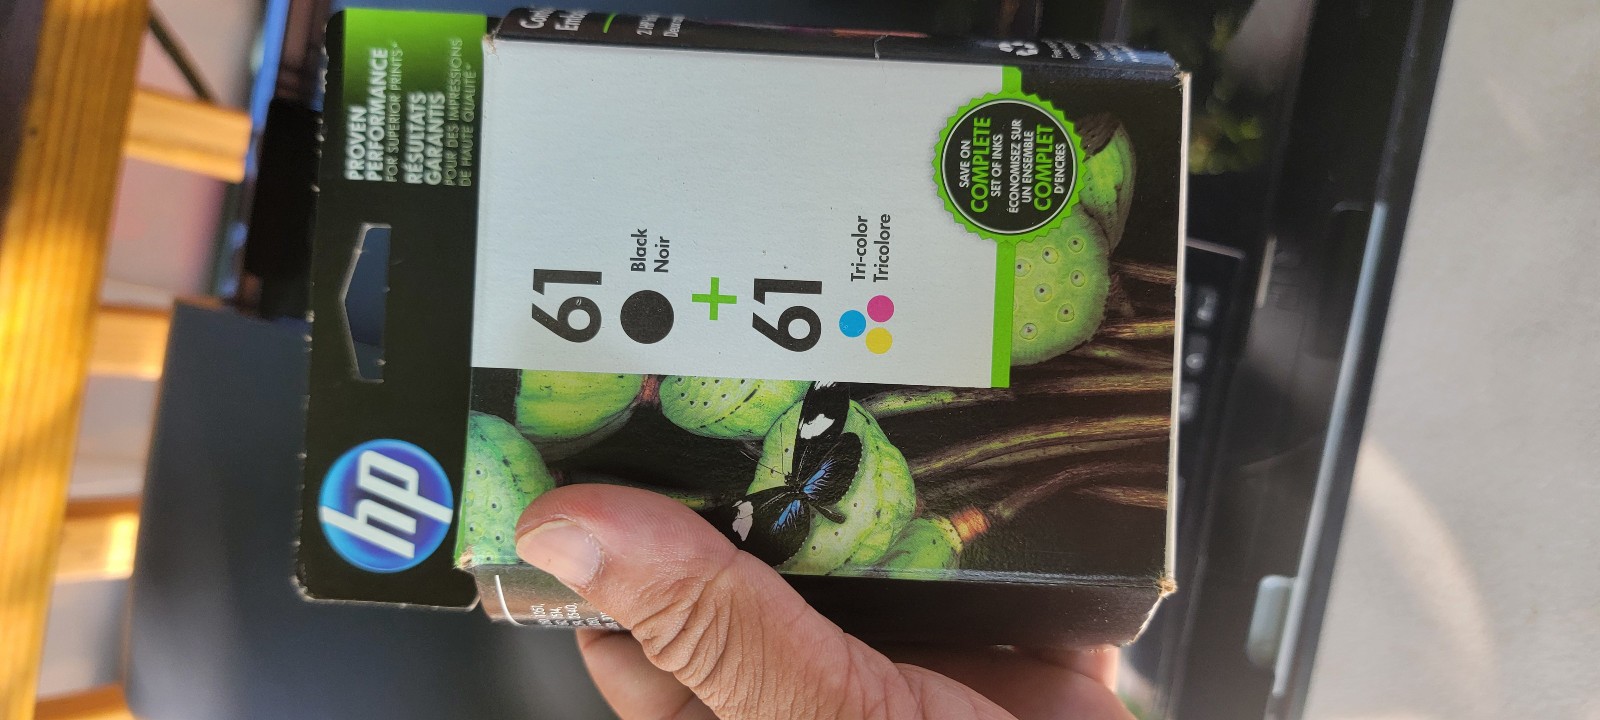 hp
PROVEN
PERFORMANCE
FOR SUPERIOR PRINTS*
RÉSULTATS
GARANTIS
POUR DES IMPRESSIONS
DE HAUTE QUALITÉ*
61
Black
Noir
+
61
Tri-color
Tricolore
SAVE ON
COMPLETE
SET OF INKS
ÉCONOMISEZ SUR
UN ENSEMBLE
COMPLET
D'ENCRES